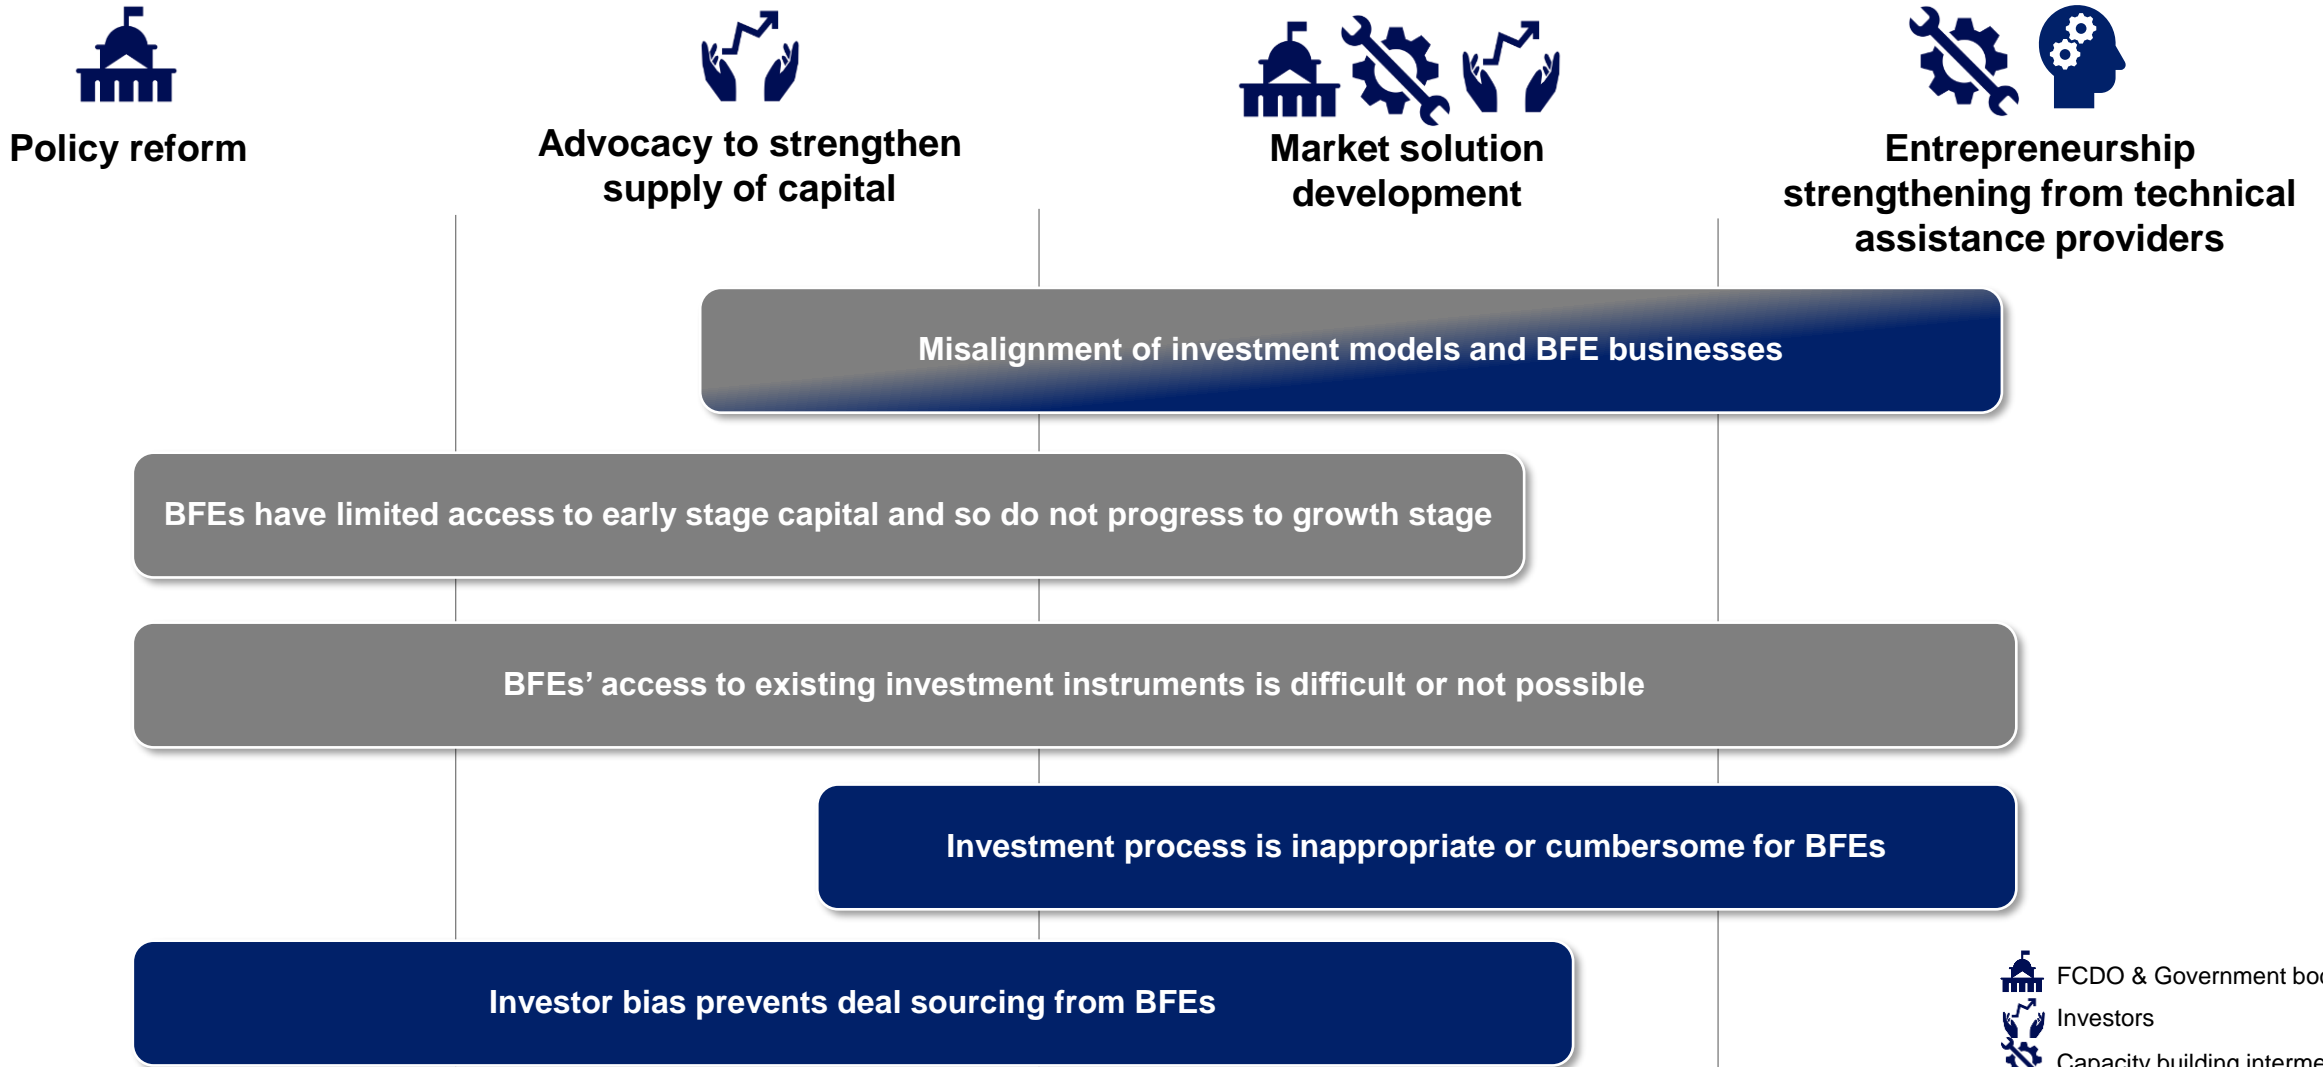 Policy reform
Advocacy to strengthen
supply of capital
Market solution
development
Entrepreneurship
strengthening from technical
assistance providers
Misalignment of investment models and BFE businesses
BFEs have limited access to early stage capital and so do not progress to growth stage
BFEs’ access to existing investment instruments is difficult or not possible
Investment process is inappropriate or cumbersome for BFEs
Investor bias prevents deal sourcing from BFEs
FCDO & Government
Investors
Capacity building